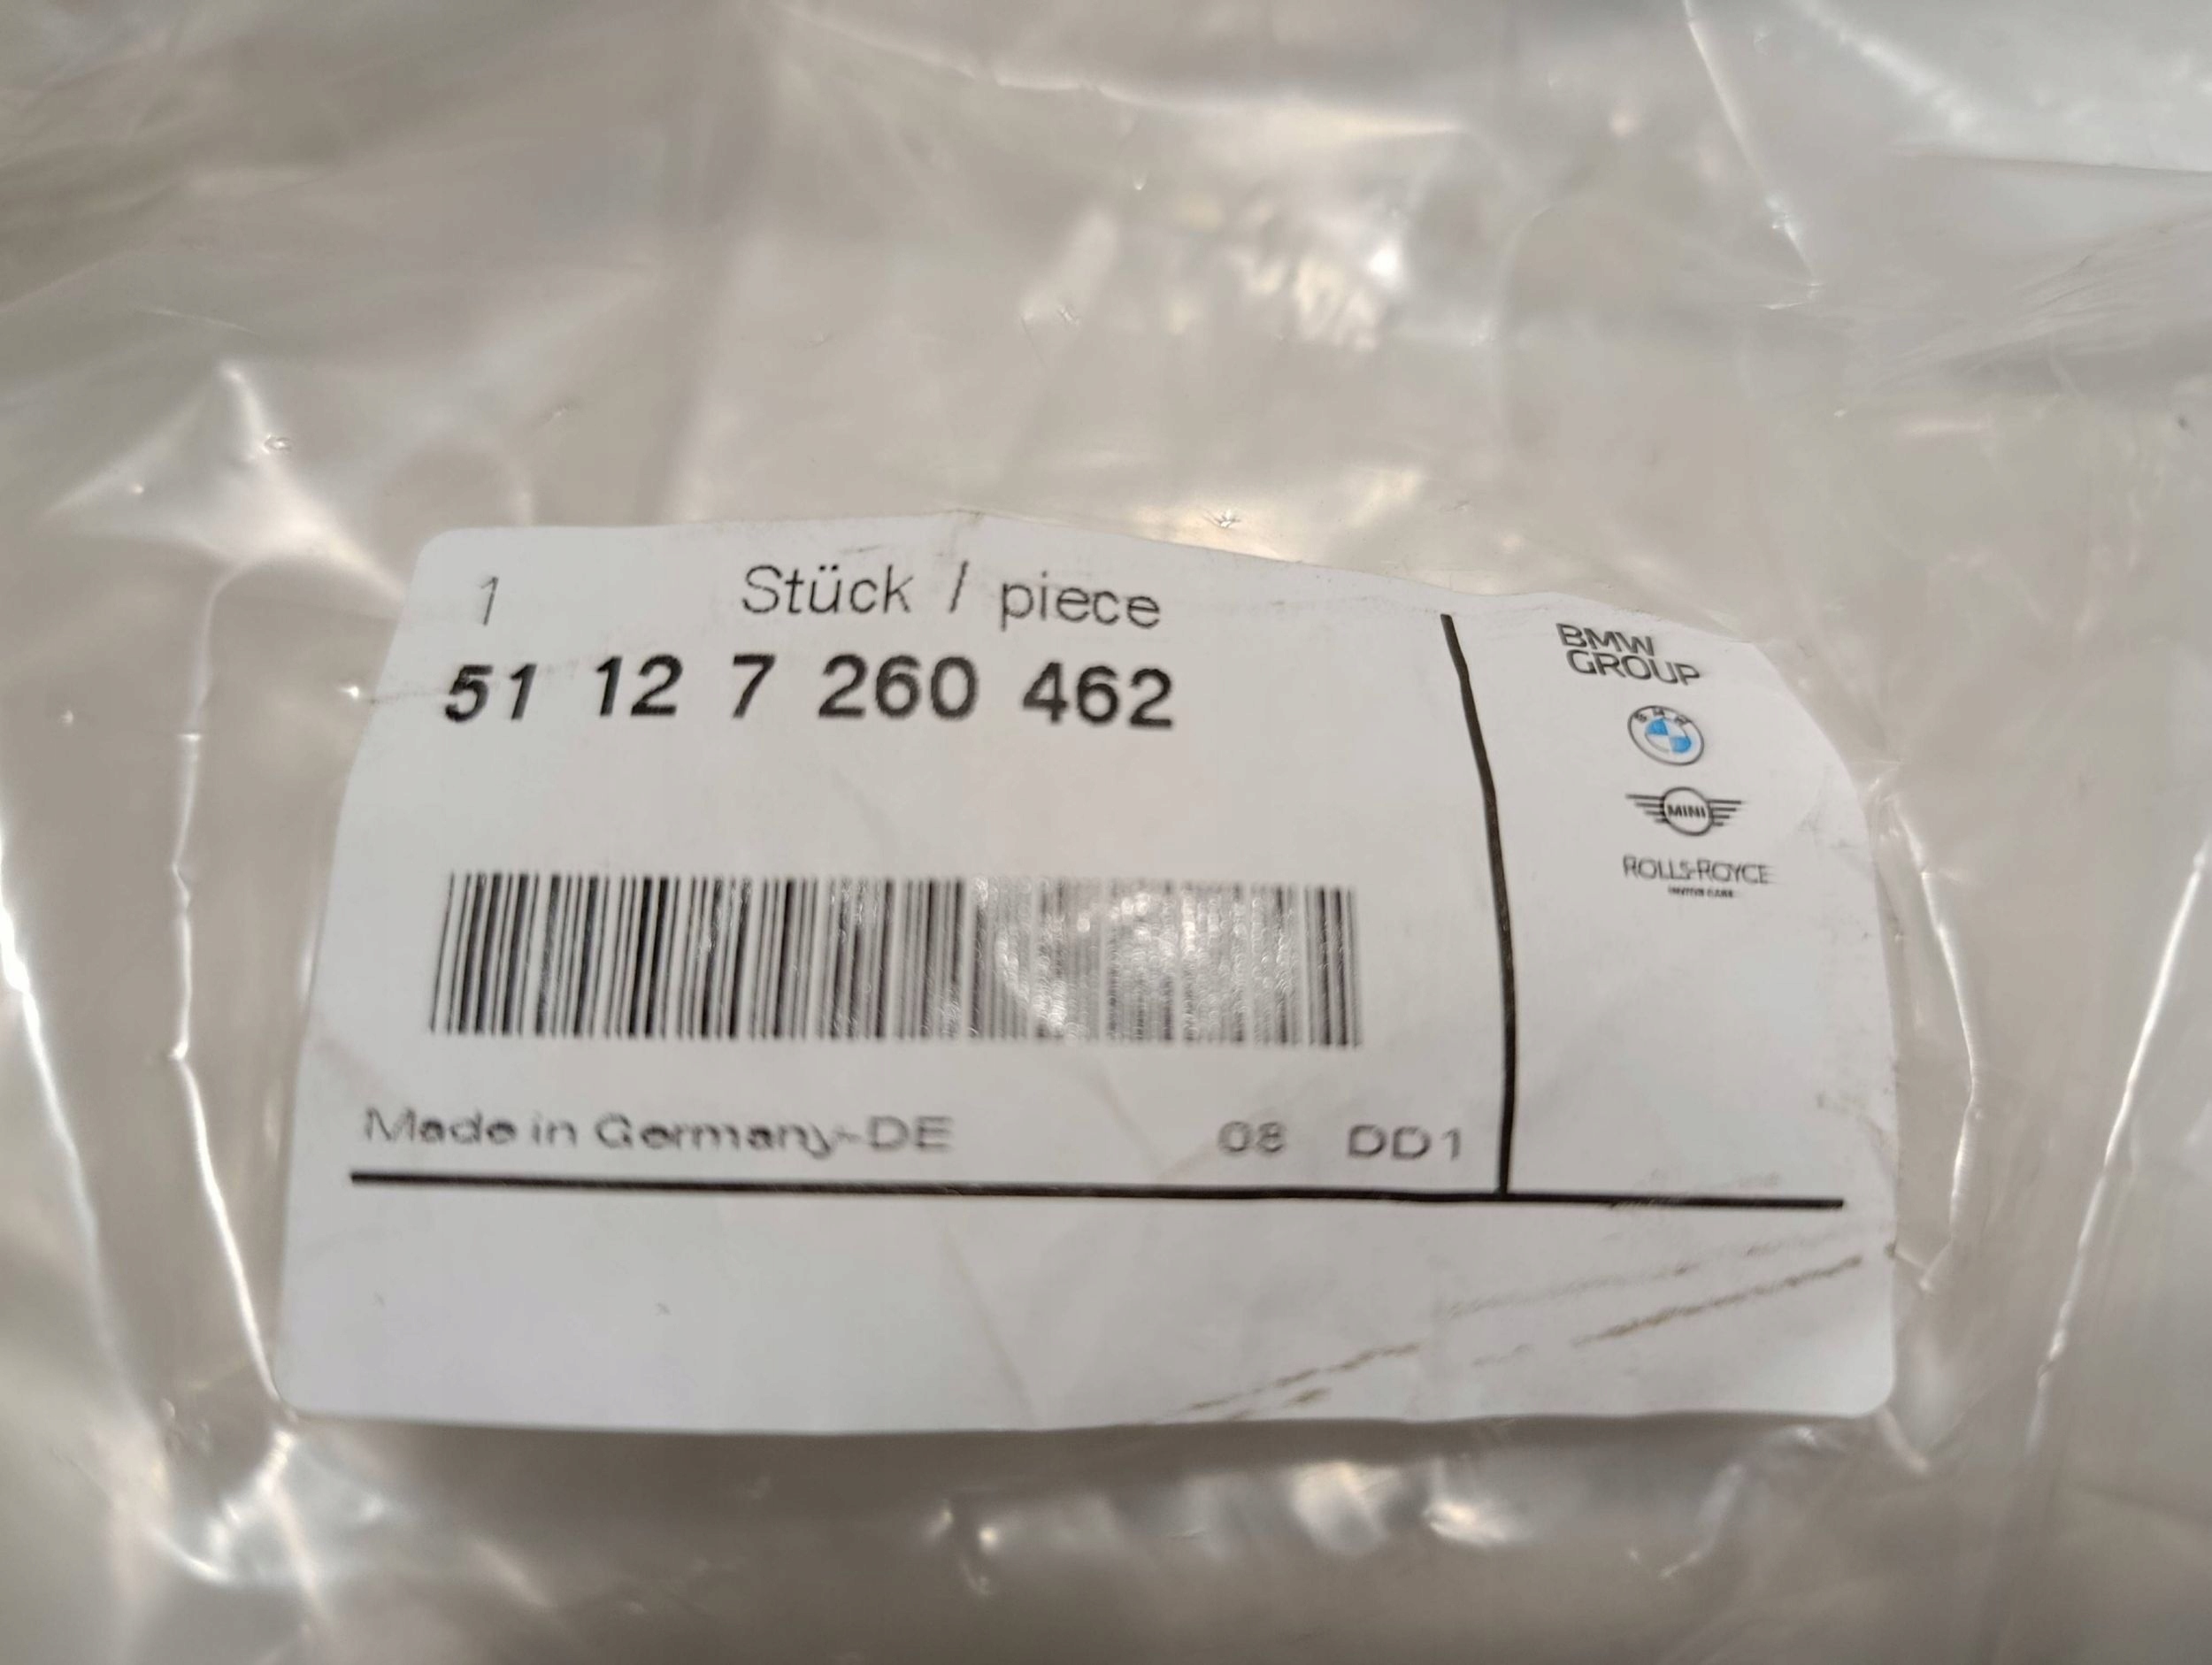 1 Stück / piece
51 12 7 260 462
Made in Germany-DE 08 DD1
BMW
GROUP
BMW
MINI
ROLLS-ROYCE